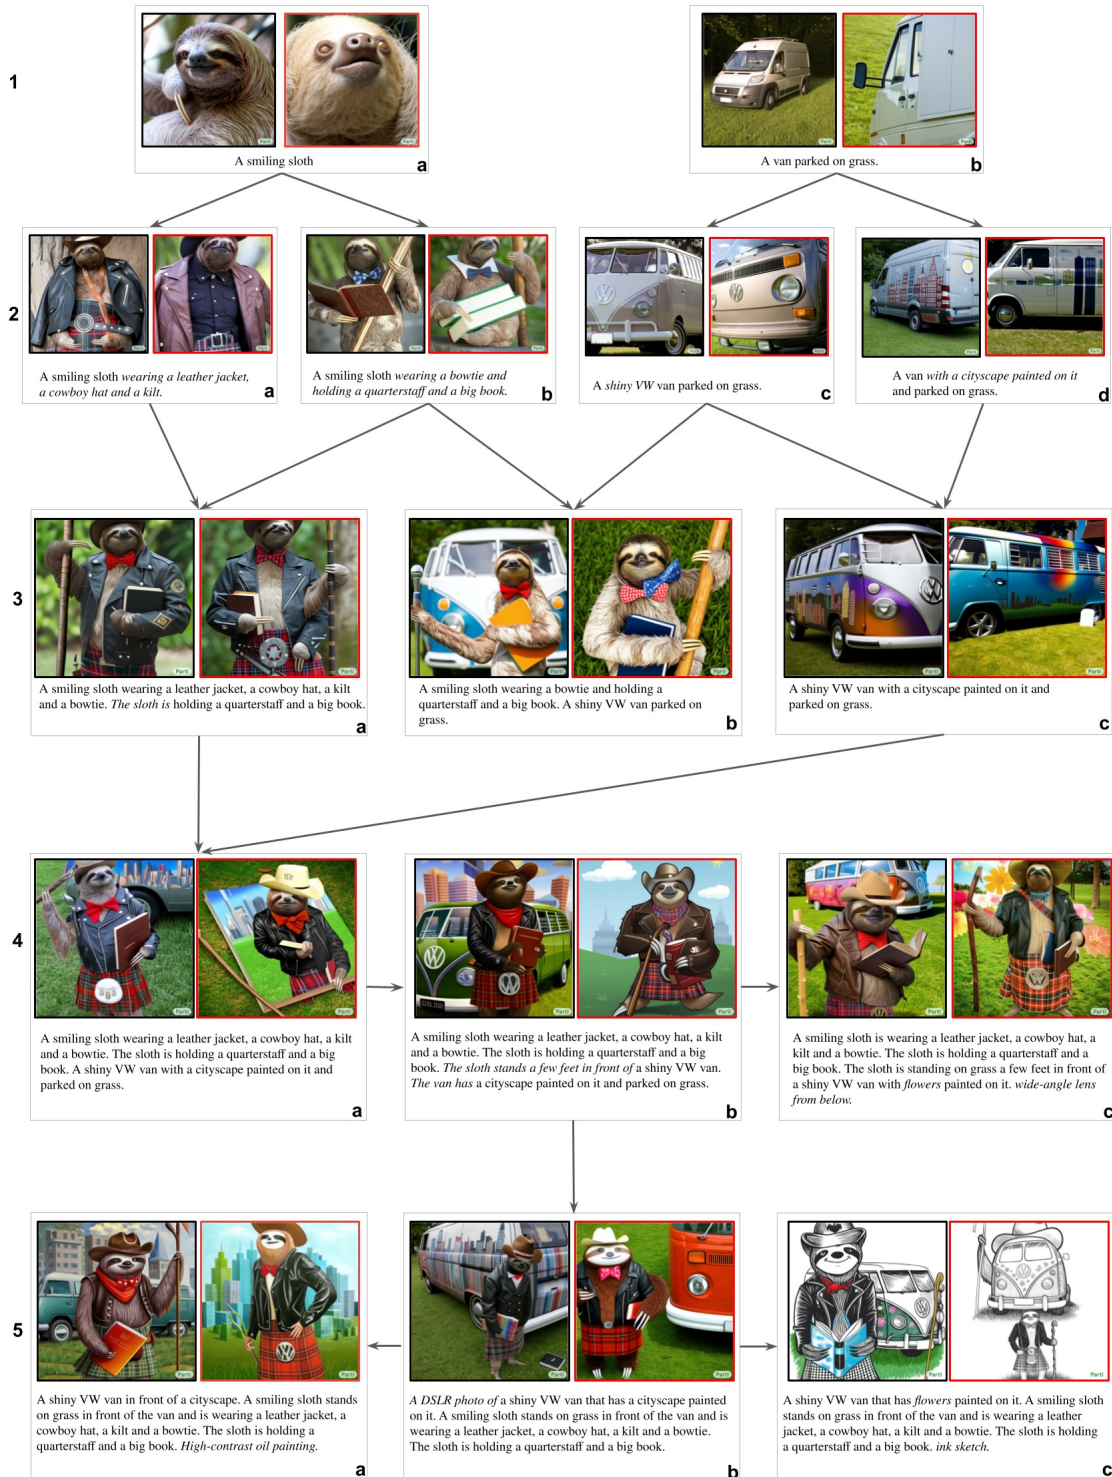 1
A smiling sloth
a
A van parked on grass.
b
2
A smiling sloth wearing a leather jacket,
a cowboy hat and a kilt.
a
A smiling sloth wearing a bowtie and
holding a quarterstaff and a big book.
b
A shiny VW van parked on grass.
c
A van with a cityscape painted on it
and parked on grass.
d
3
A smiling sloth wearing a leather jacket, a cowboy hat, a kilt
and a bowtie. The sloth is holding a quarterstaff and a big book.
a
A smiling sloth wearing a bowtie and holding a
quarterstaff and a big book. A shiny VW van parked on
grass.
b
A shiny VW van with a cityscape painted on it and
parked on grass.
c
4
A smiling sloth wearing a leather jacket, a cowboy hat, a kilt
and a bowtie. The sloth is holding a quarterstaff and a big
book. A shiny VW van with a cityscape painted on it and
parked on grass.
a
A smiling sloth wearing a leather jacket, a cowboy hat, a kilt
and a bowtie. The sloth is holding a quarterstaff and a big
book. The sloth stands a few feet in front of a shiny VW van.
The van has a cityscape painted on it and parked on grass.
b
A smiling sloth is wearing a leather jacket, a cowboy hat, a
kilt and a bowtie. The sloth is holding a quarterstaff and a
big book. The sloth is standing on grass a few feet in front of
a shiny VW van with flowers painted on it. wide-angle lens
from below.
c
5
A shiny VW van in front of a cityscape. A smiling sloth stands
on grass in front of the van and is wearing a leather jacket, a
cowboy hat, a kilt and a bowtie. The sloth is holding a
quarterstaff and a big book. High-contrast oil painting.
a
A DSLR photo of a shiny VW van that has a cityscape painted
on it. A smiling sloth stands on grass in front of the van and is
wearing a leather jacket, a cowboy hat, a kilt and a bowtie.
The sloth is holding a quarterstaff and a big book.
b
A shiny VW van that has flowers painted on it. A smiling sloth
stands on grass in front of the van and is wearing a leather
jacket, a cowboy hat, a kilt and a bowtie. The sloth is holding
a quarterstaff and a big book. ink sketch.
c